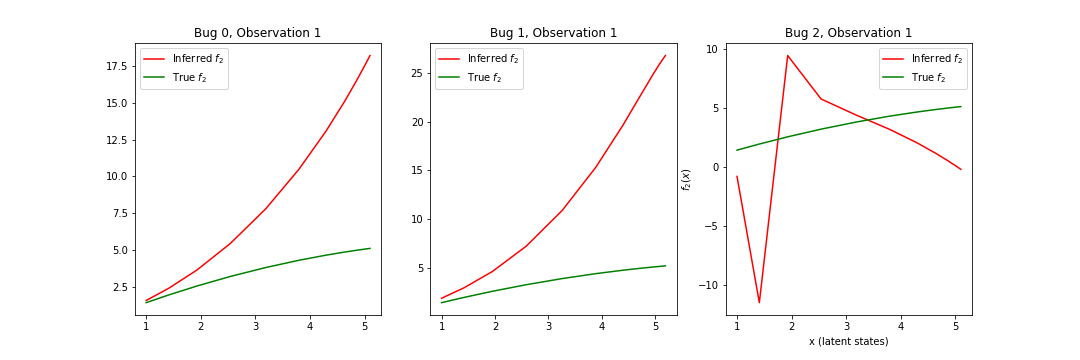 Bug 0, Observation 1
Inferred f₂
True f₂
17.5
15.0
12.5
10.0
7.5
5.0
2.5
1 2 3 4 5
Bug 1, Observation 1
Inferred f₂
True f₂
25
20
15
10
5
1 2 3 4 5
Bug 2, Observation 1
Inferred f₂
True f₂
f₂(x)
10
5
0
−5
−10
1 2 3 4 5
x (latent states)